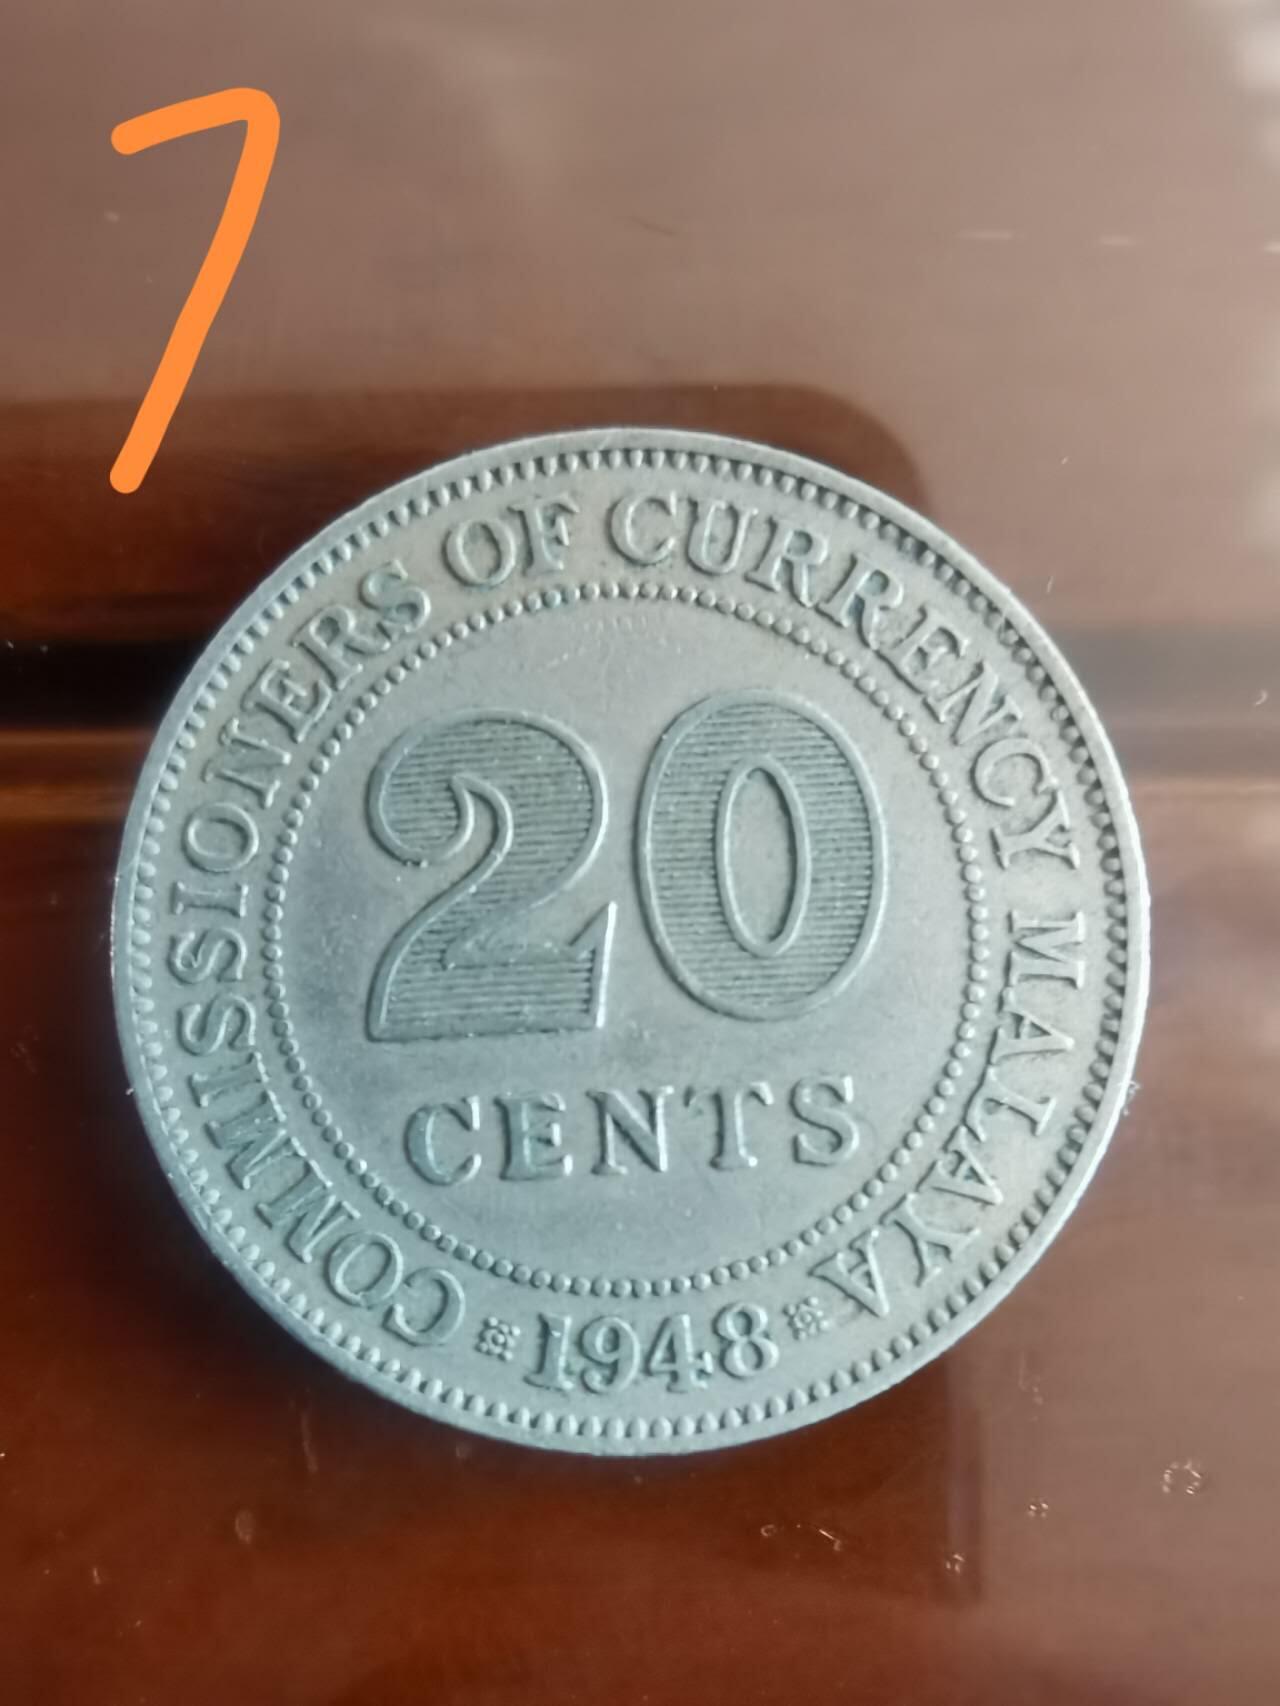 7
COMMISSIONERS OF CURRENCY MALAYA
20
CENTS
1948